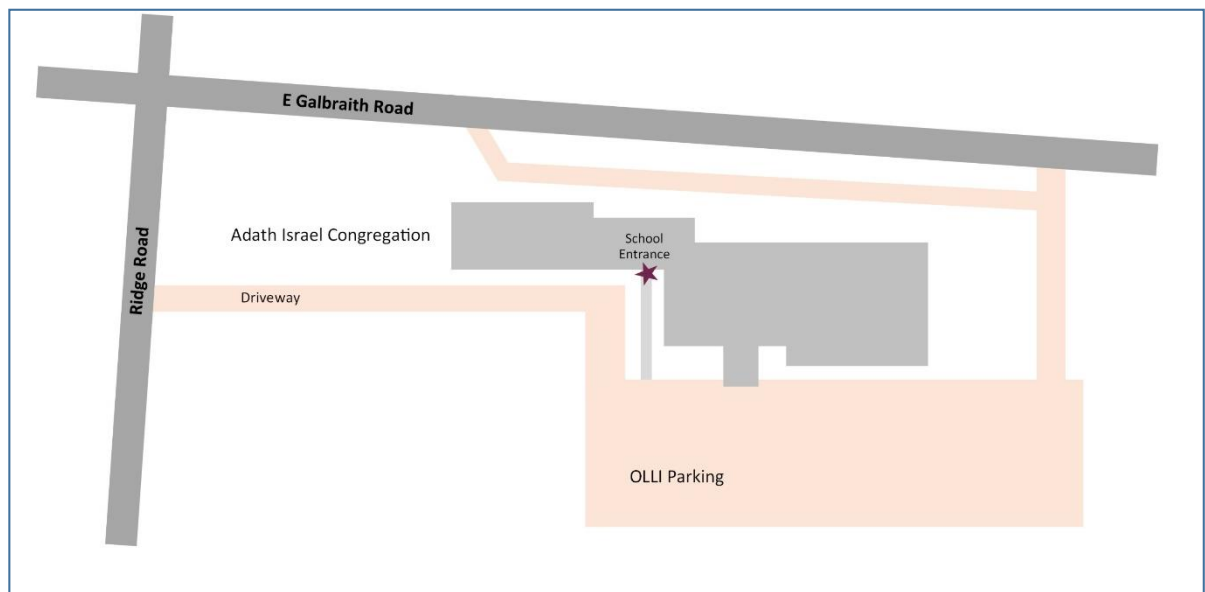 E Galbraith Road
School
Entrance
Adath Israel Congregation
Ridge Road
Driveway
OLLI Parking